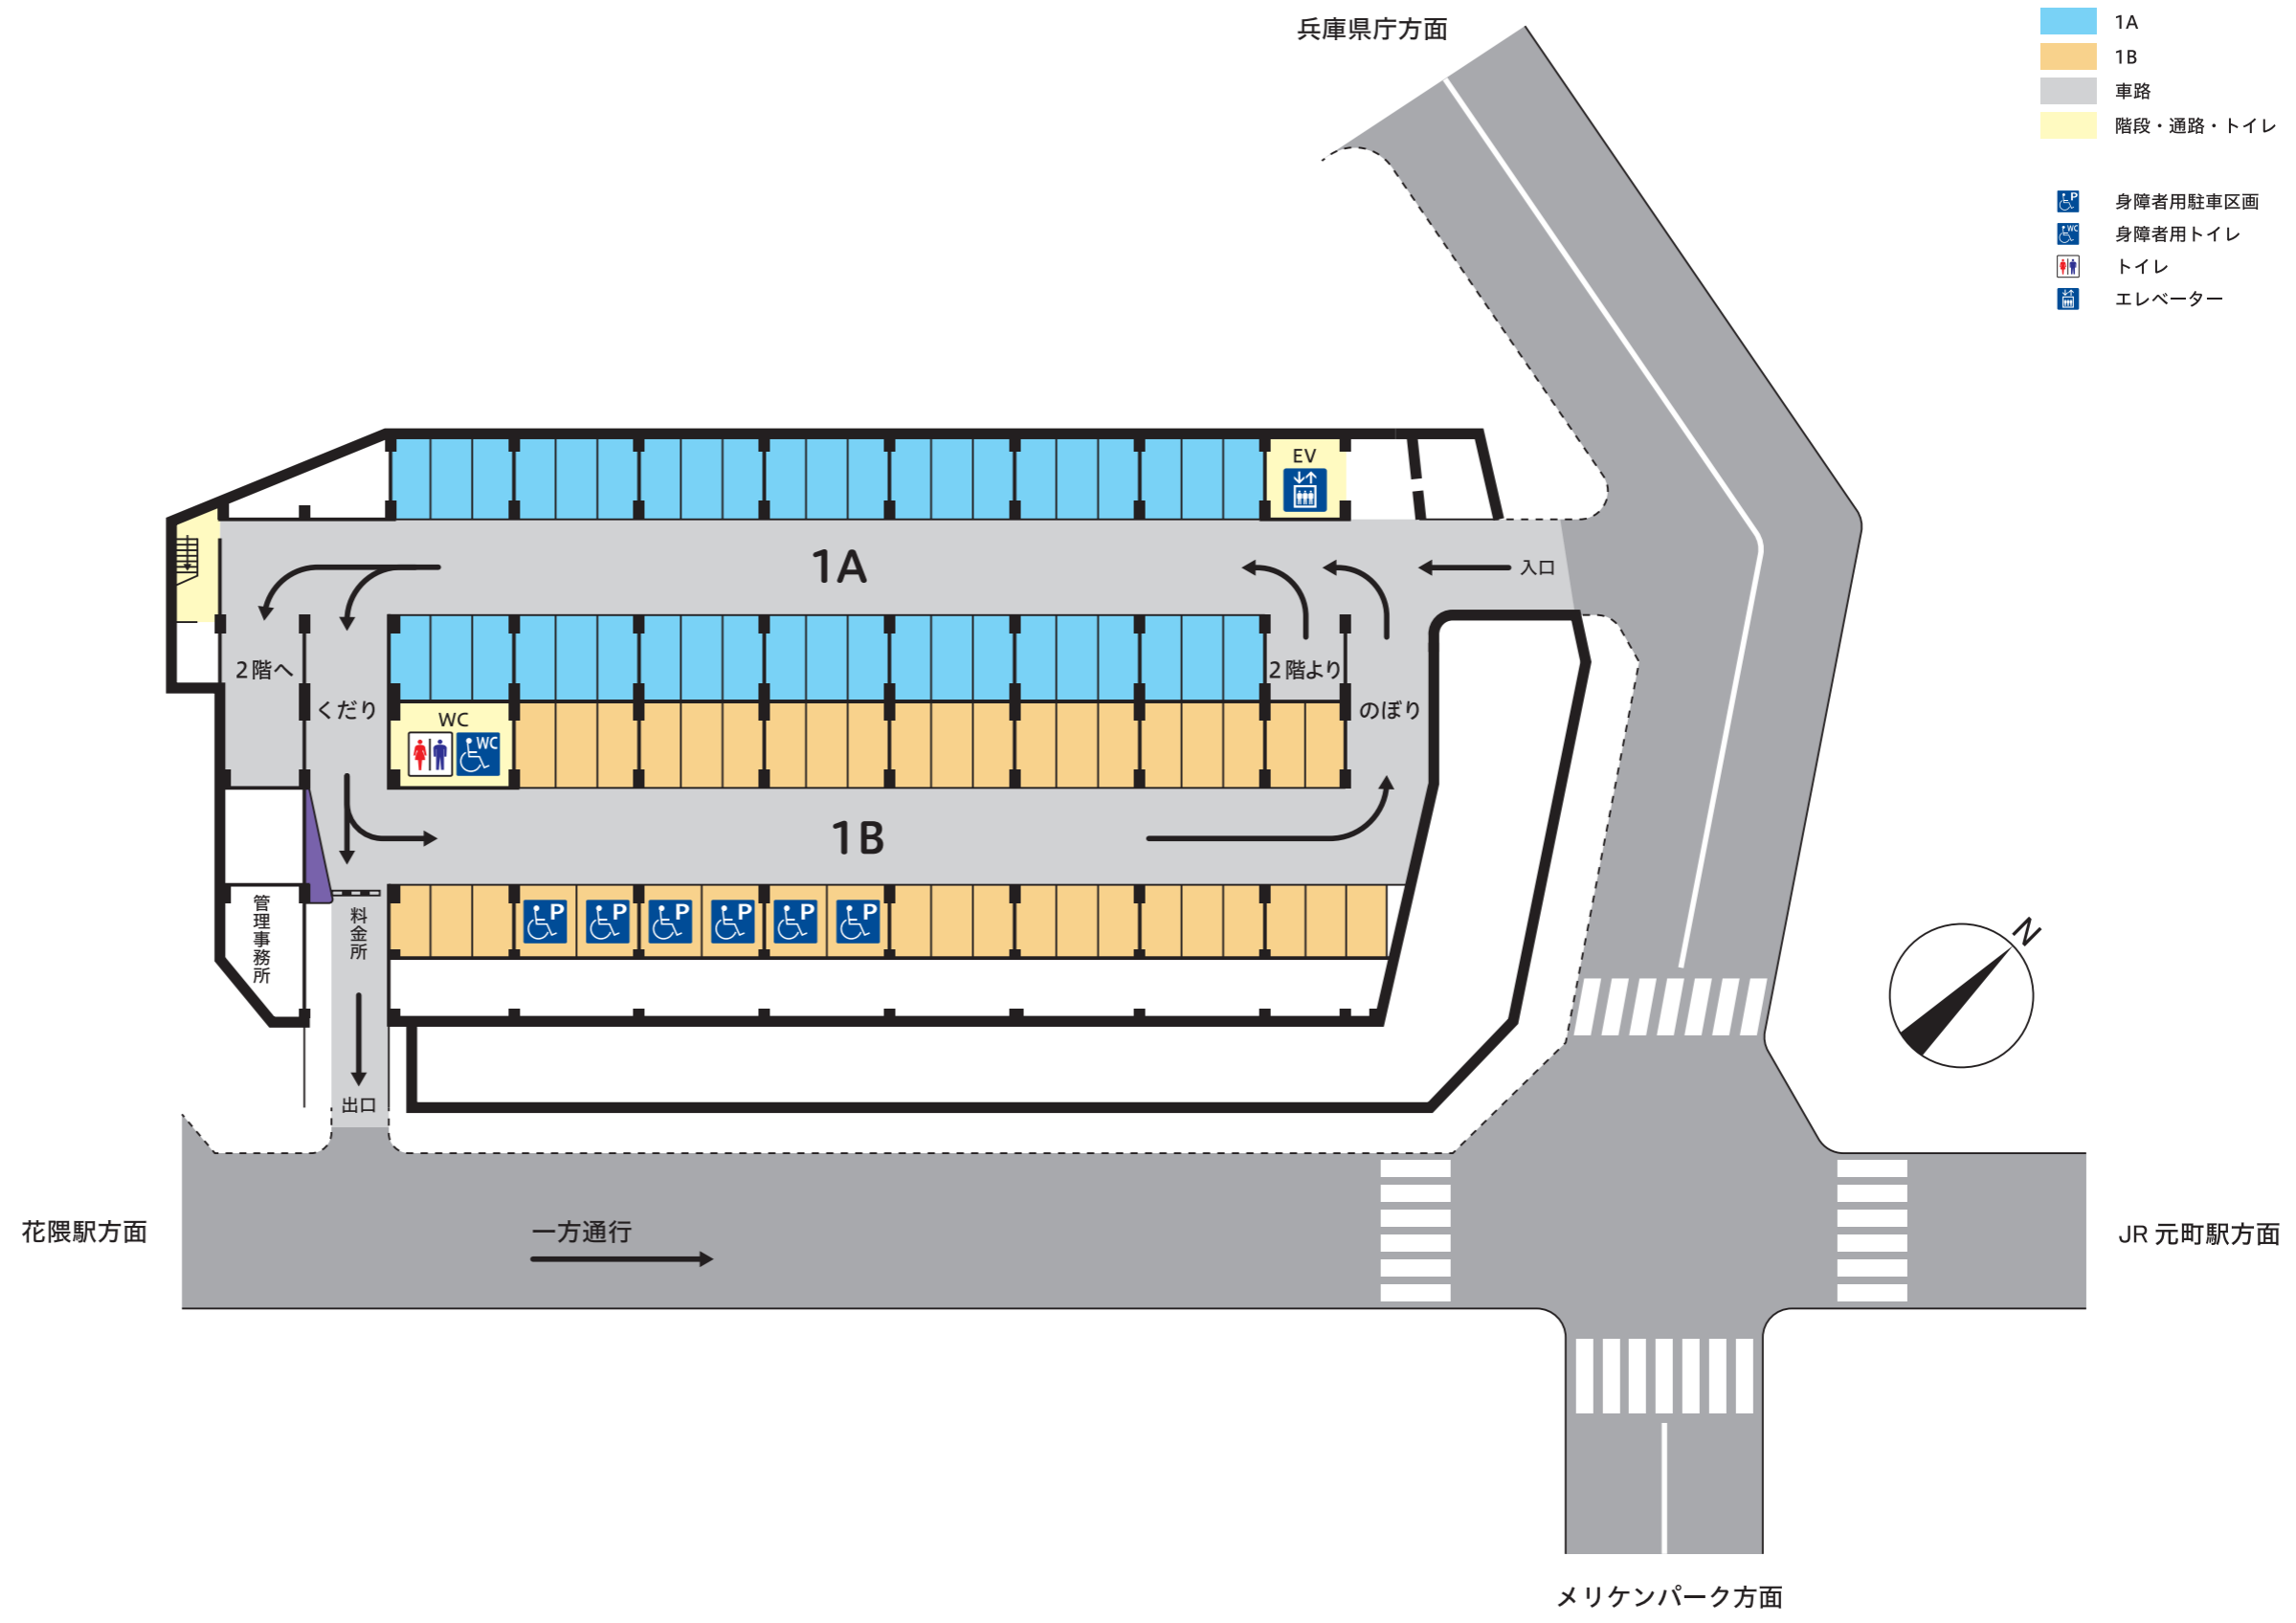 兵庫県庁方面
1A
1B
車路
階段・通路・トイレ
P 身障者用駐車区画
WC 身障者用トイレ
トイレ
エレベーター
EV
1A
入口
2階へ
くだり
2階より
のぼり
WC
WC
1B
管理事務所
料金所
P
P
P
P
P
P
N
出口
花隈駅方面
一方通行
JR 元町駅方面
メリケンパーク方面